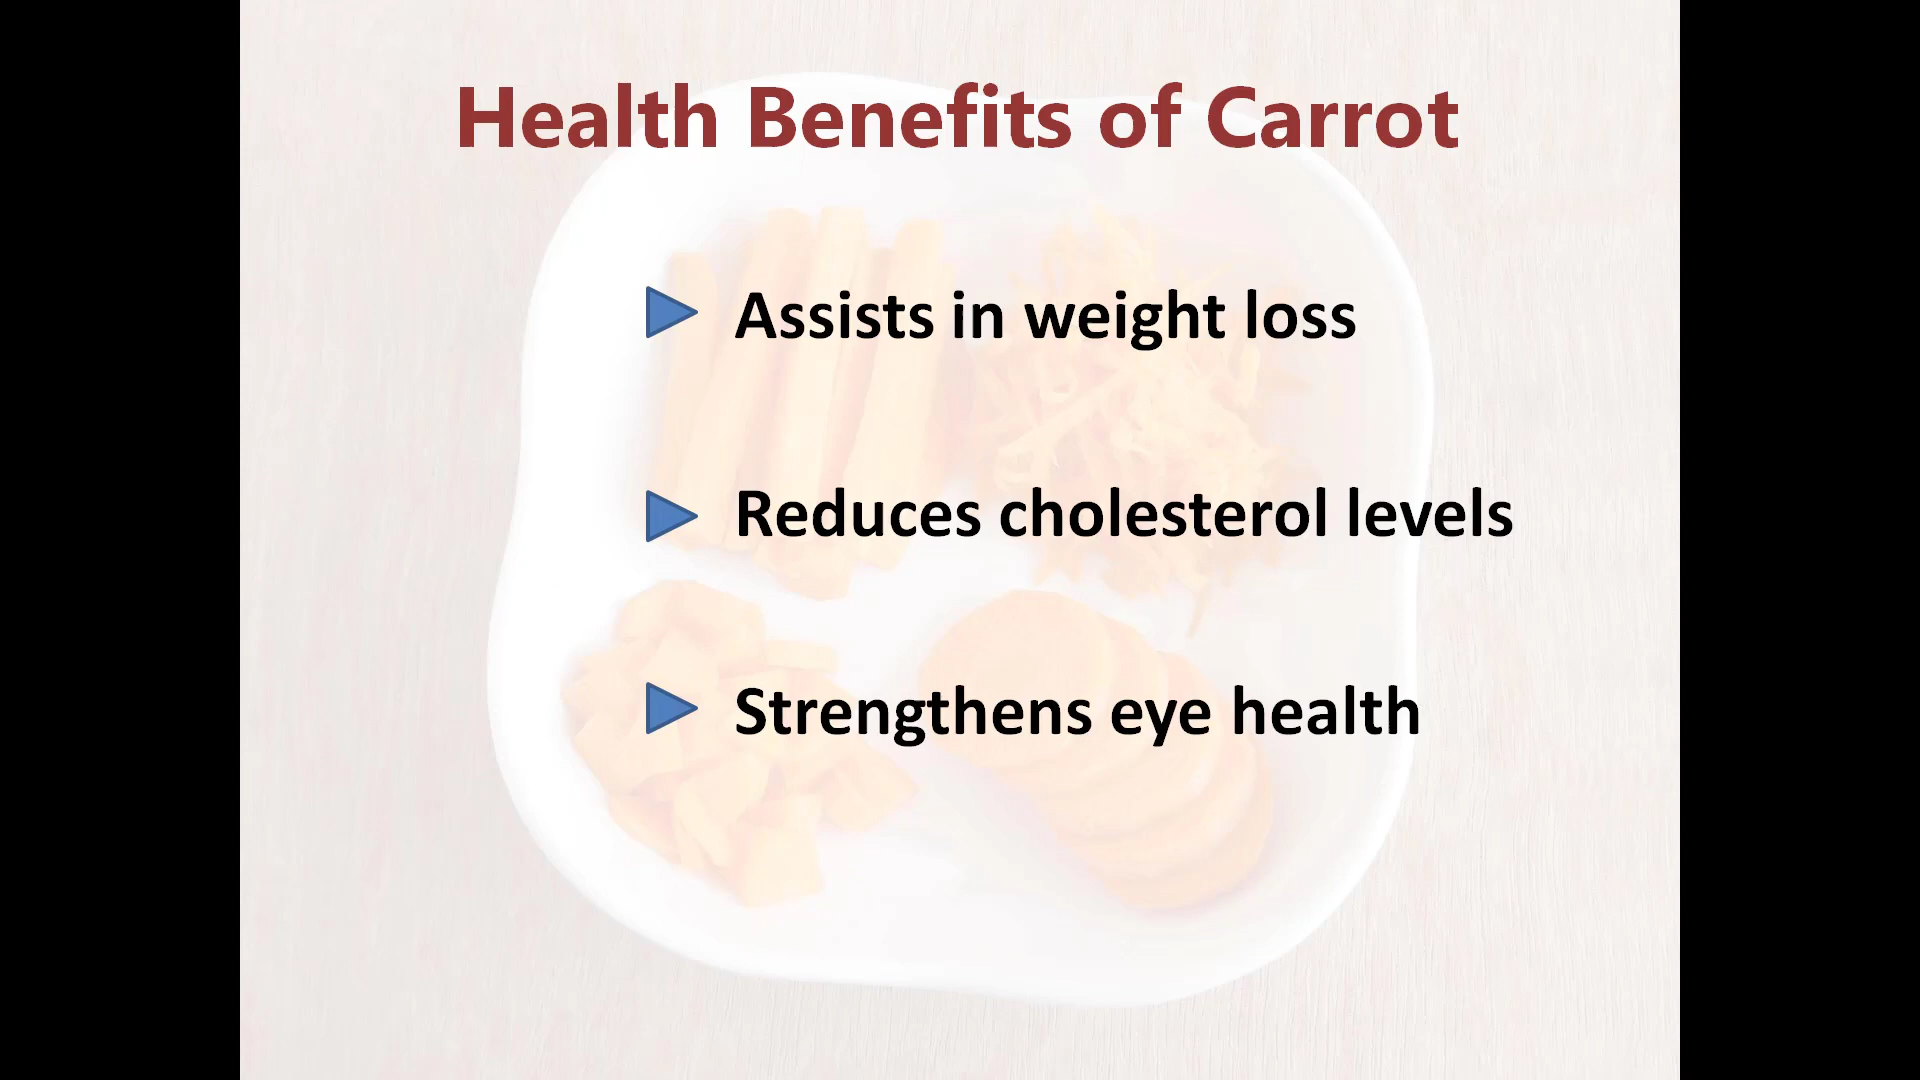 Health Benefits of Carrot
Assists in weight loss
Reduces cholesterol levels
Strengthens eye health